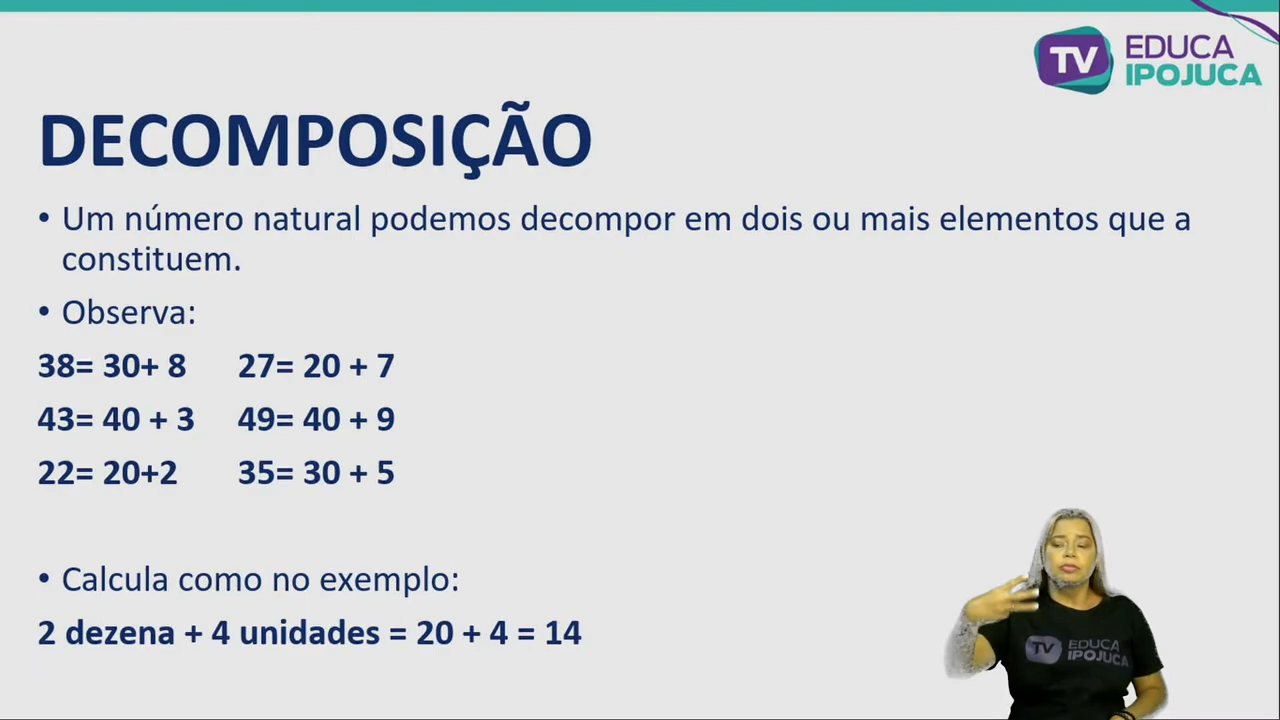 TV EDUCA
IPOJUCA
DECOMPOSIÇÃO
• Um número natural podemos decompor em dois ou mais elementos que a
constituem.
• Observa:
38= 30+ 8 27= 20 + 7
43= 40 + 3 49= 40 + 9
22= 20+2 35= 30 + 5
• Calcula como no exemplo:
2 dezena + 4 unidades = 20 + 4 = 14
TV EDUCA
IPOJUCA